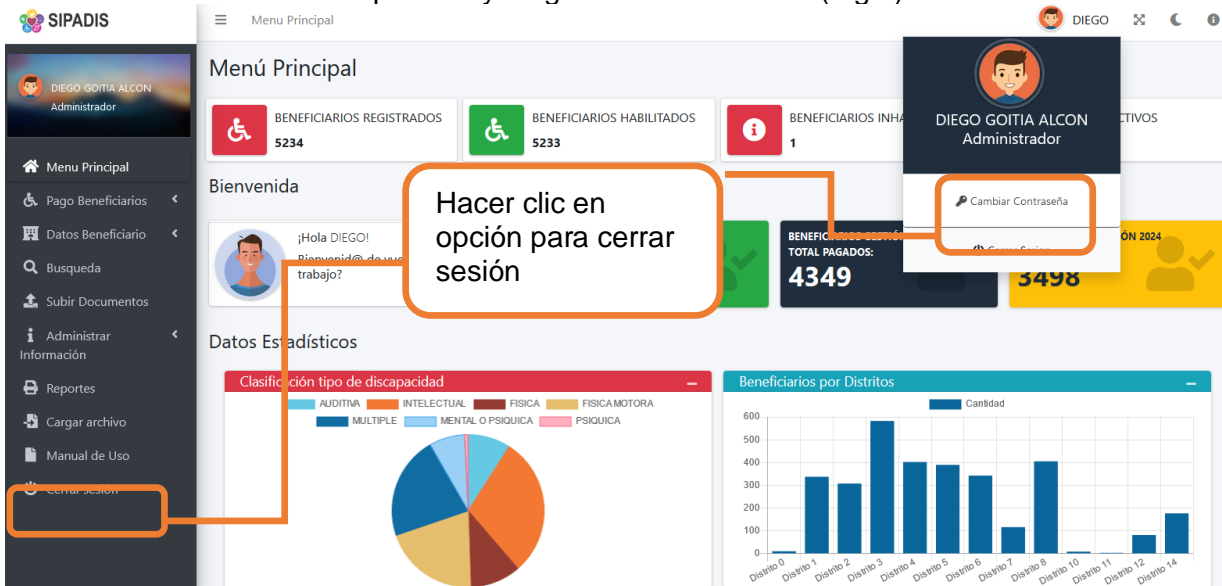 SIPADIS
Menu Principal
DIEGO
DIEGO GOITIA ALCON
Administrador
Menu Principal
Pago Beneficiarios
Datos Beneficiario
Busqueda
Subir Documentos
Administrar
Información
Reportes
Cargar archivo
Manual de Uso
Cerrar sesión
Menú Principal
BENEFICIARIOS REGISTRADOS
5234
BENEFICIARIOS HABILITADOS
5233
BENEFICIARIOS
1
DIEGO GOITIA ALCON
Administrador
Cambiar Contraseña
Cerrar Sesion
Bienvenida
¡Hola DIEGO!
Bienvenid@ de
trabajo?
Hacer clic en
opción para cerrar
sesión
TOTAL PAGADOS:
4349
2024
3498
Datos Estadísticos
Clasificación tipo de discapacidad
AUDITIVA INTELECTUAL FISICA FISICA MOTORA
MULTIPLE MENTAL O PSIQUICA PSIQUICA
Beneficiarios por Distritos
Cantidad
600
500
400
300
200
100
0
Distrito 0 Distrito 1 Distrito 2 Distrito 3 Distrito 4 Distrito 5 Distrito 6 Distrito 7 Distrito 8 Distrito 10 Distrito 11 Distrito 12 Distrito 14